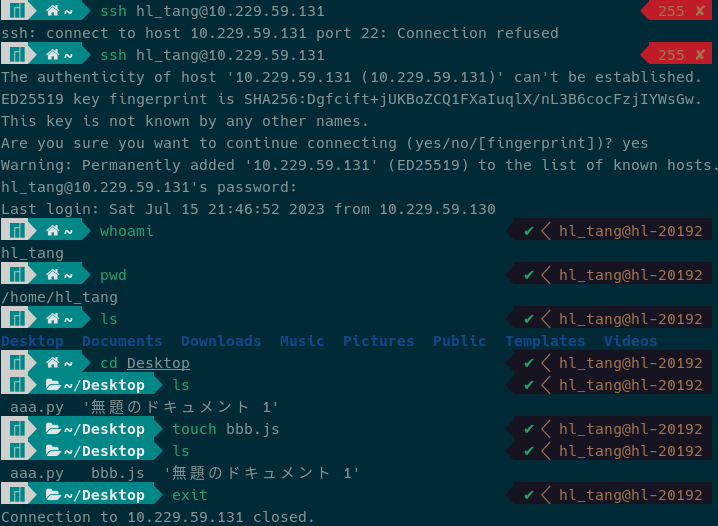 ~ ssh hl_tang@10.229.59.131 255 ✘
ssh: connect to host 10.229.59.131 port 22: Connection refused
~ ssh hl_tang@10.229.59.131 255 ✘
The authenticity of host '10.229.59.131 (10.229.59.131)' can't be established.
ED25519 key fingerprint is SHA256:Dgfcift+jUKBoZCQ1FXaIuqlX/nL3B6cocFzjIYWsGw.
This key is not known by any other names.
Are you sure you want to continue connecting (yes/no/[fingerprint])? yes
Warning: Permanently added '10.229.59.131' (ED25519) to the list of known hosts.
hl_tang@10.229.59.131's password:
Last login: Sat Jul 15 21:46:52 2023 from 10.229.59.130
~ whoami ✔ hl_tang@hl-20192
hl_tang
~ pwd ✔ hl_tang@hl-20192
/home/hl_tang
~ ls ✔ hl_tang@hl-20192
Desktop Documents Downloads Music Pictures Public Templates Videos
~ cd Desktop ✔ hl_tang@hl-20192
~/Desktop ls ✔ hl_tang@hl-20192
aaa.py '無題のドキュメント 1'
~/Desktop touch bbb.js ✔ hl_tang@hl-20192
~/Desktop ls ✔ hl_tang@hl-20192
aaa.py bbb.js '無題のドキュメント 1'
~/Desktop exit ✔ hl_tang@hl-20192
Connection to 10.229.59.131 closed.